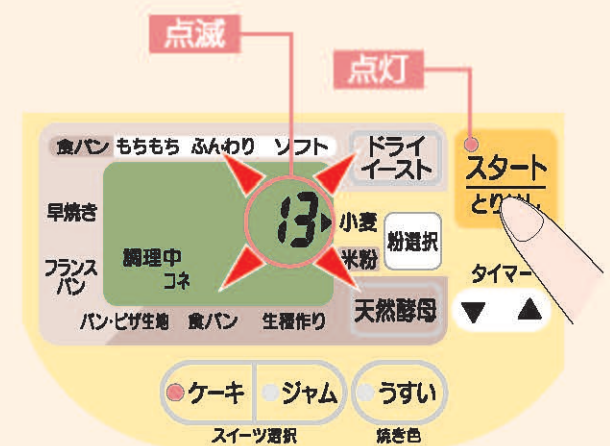 点滅
点灯
食パン もちもち ふんわり ソフト
ドライ
イースト
スタート
とりけし
早焼き
13
小麦
粉選択
米粉
フランス
パン
調理中
コネ
タイマー
▼ ▲
パン・ピザ生地 食パン 生種作り
天然酵母
ケーキ ジャム うすい
スイーツ選択 焼き色